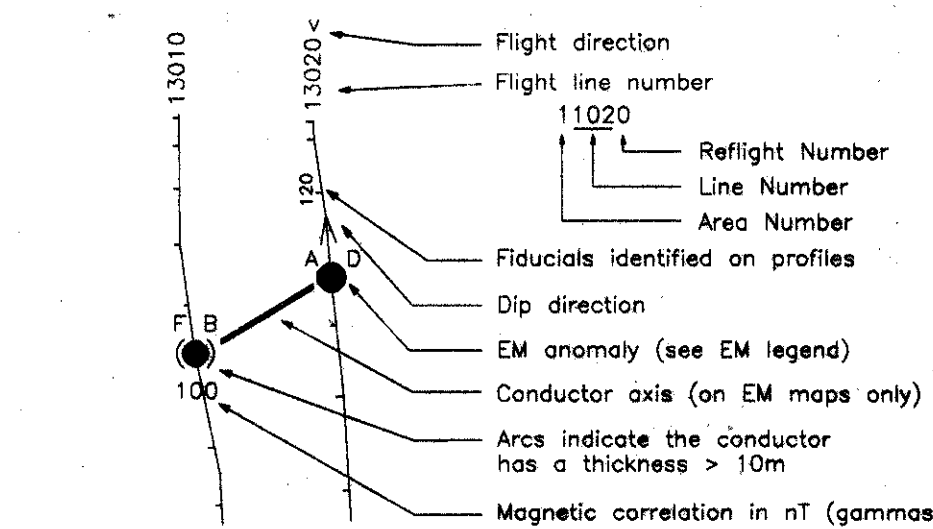 13010
13020 <
Flight direction
Flight line number
11020
Reflight Number
Line Number
Area Number
120
A D
Fiducials identified on profiles
Dip direction
F B
EM anomaly (see EM legend)
100
Conductor axis (on EM maps only)
Arcs indicate the conductor
has a thickness > 10m
Magnetic correlation in nT (gammas